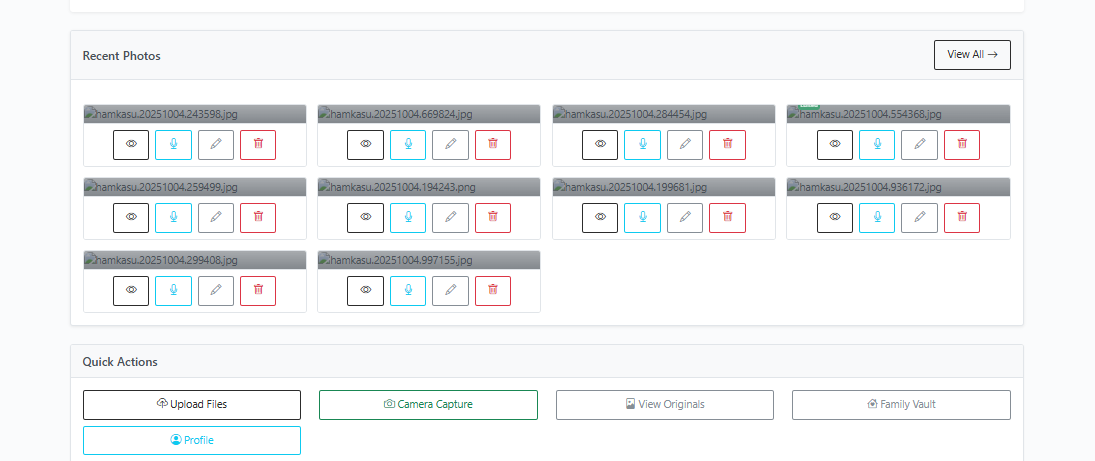 Recent Photos
View All →
hamkasu.20251004.243598.jpg
hamkasu.20251004.669824.jpg
hamkasu.20251004.284454.jpg
hamkasu.20251004.554368.jpg
hamkasu.20251004.259499.jpg
hamkasu.20251004.194243.png
hamkasu.20251004.199681.jpg
hamkasu.20251004.936172.jpg
hamkasu.20251004.299408.jpg
hamkasu.20251004.997155.jpg
Quick Actions
Upload Files
Camera Capture
View Originals
Family Vault
Profile